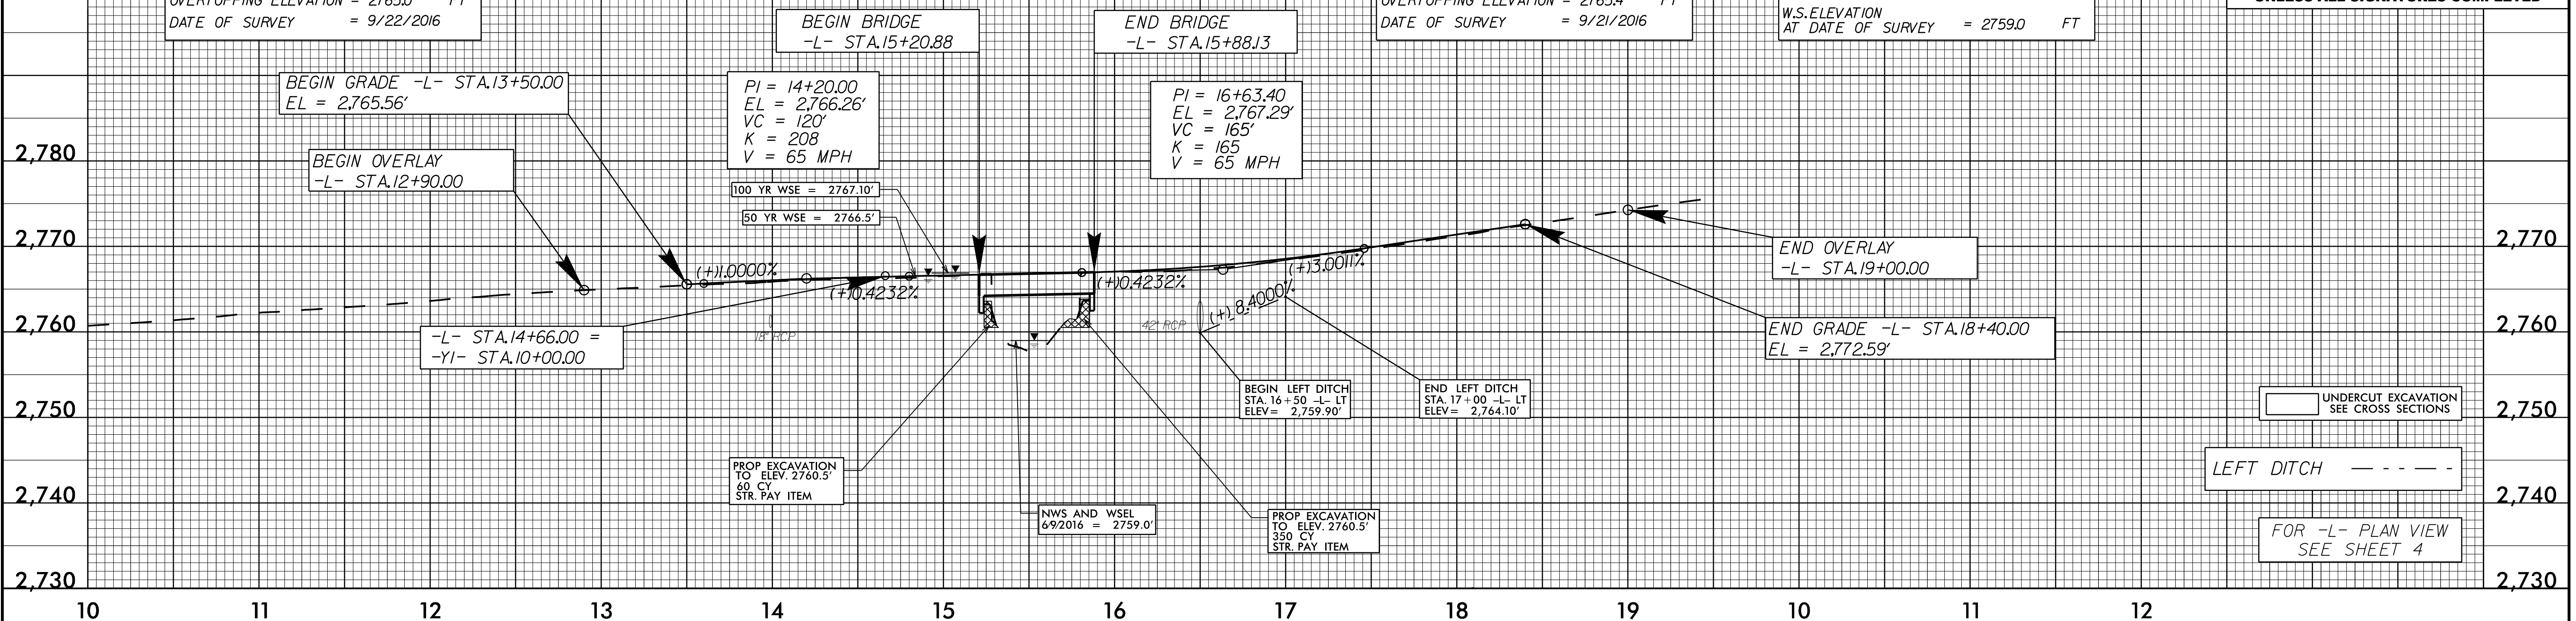 OVERTOPPING ELEVATION = 2765.0 FT
DATE OF SURVEY = 9/22/2016
BEGIN BRIDGE
-L- STA.15+20.88
END BRIDGE
-L- STA.15+88.13
OVERTOPPING ELEVATION = 2765.4 FT
DATE OF SURVEY = 9/21/2016
W.S.ELEVATION
AT DATE OF SURVEY = 2759.0 FT
UNLESS ALL SIGNATURES COMPLETED
BEGIN GRADE -L- STA.13+50.00
EL = 2,765.56'
PI = 14+20.00
EL = 2,766.26'
VC = 120'
K = 208
V = 65 MPH
PI = 16+63.40
EL = 2,767.29'
VC = 165'
K = 165
V = 65 MPH
2,780
BEGIN OVERLAY
-L- STA.12+90.00
100 YR WSE = 2767.10'
50 YR WSE = 2766.5'
2,770
(+)1.0000%
(+)0.4232%
(+)0.4232%
(+)3.0011%
(+) 8.4000%
END OVERLAY
-L- STA.19+00.00
2,770
2,760
-L- STA.14+66.00 =
-Y1- STA.10+00.00
18" RCP
42" RCP
END GRADE -L- STA.18+40.00
EL = 2,772.59'
2,760
BEGIN LEFT DITCH
STA. 16+50 -L- LT
ELEV= 2,759.90'
END LEFT DITCH
STA. 17+00 -L- LT
ELEV= 2,764.10'
UNDERCUT EXCAVATION
SEE CROSS SECTIONS
2,750
2,750
PROP EXCAVATION
TO ELEV. 2760.5'
60 CY
STR. PAY ITEM
LEFT DITCH
2,740
2,740
NWS AND WSEL
692016 = 2759.0'
PROP EXCAVATION
TO ELEV. 2760.5'
350 CY
STR. PAY ITEM
FOR -L- PLAN VIEW
SEE SHEET 4
2,730
2,730
10 11 12 13 14 15 16 17 18 19 10 11 12